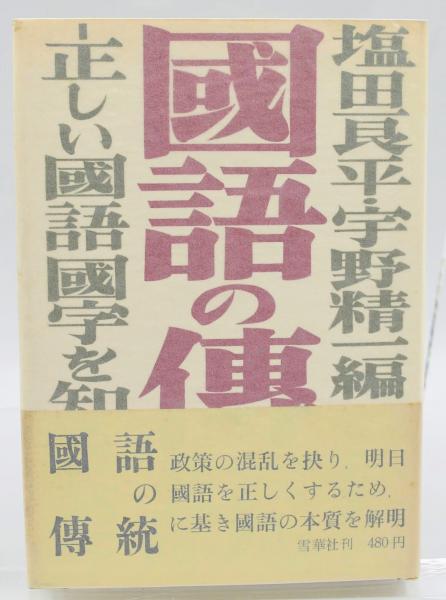 塩田良平・宇野精一編
國語の傳
―正しい國語國字を知
國語
の
傳統
政策の混乱を抉り，明日
國語を正しくするため，
に基き國語の本質を解明
雪華社刊 480円